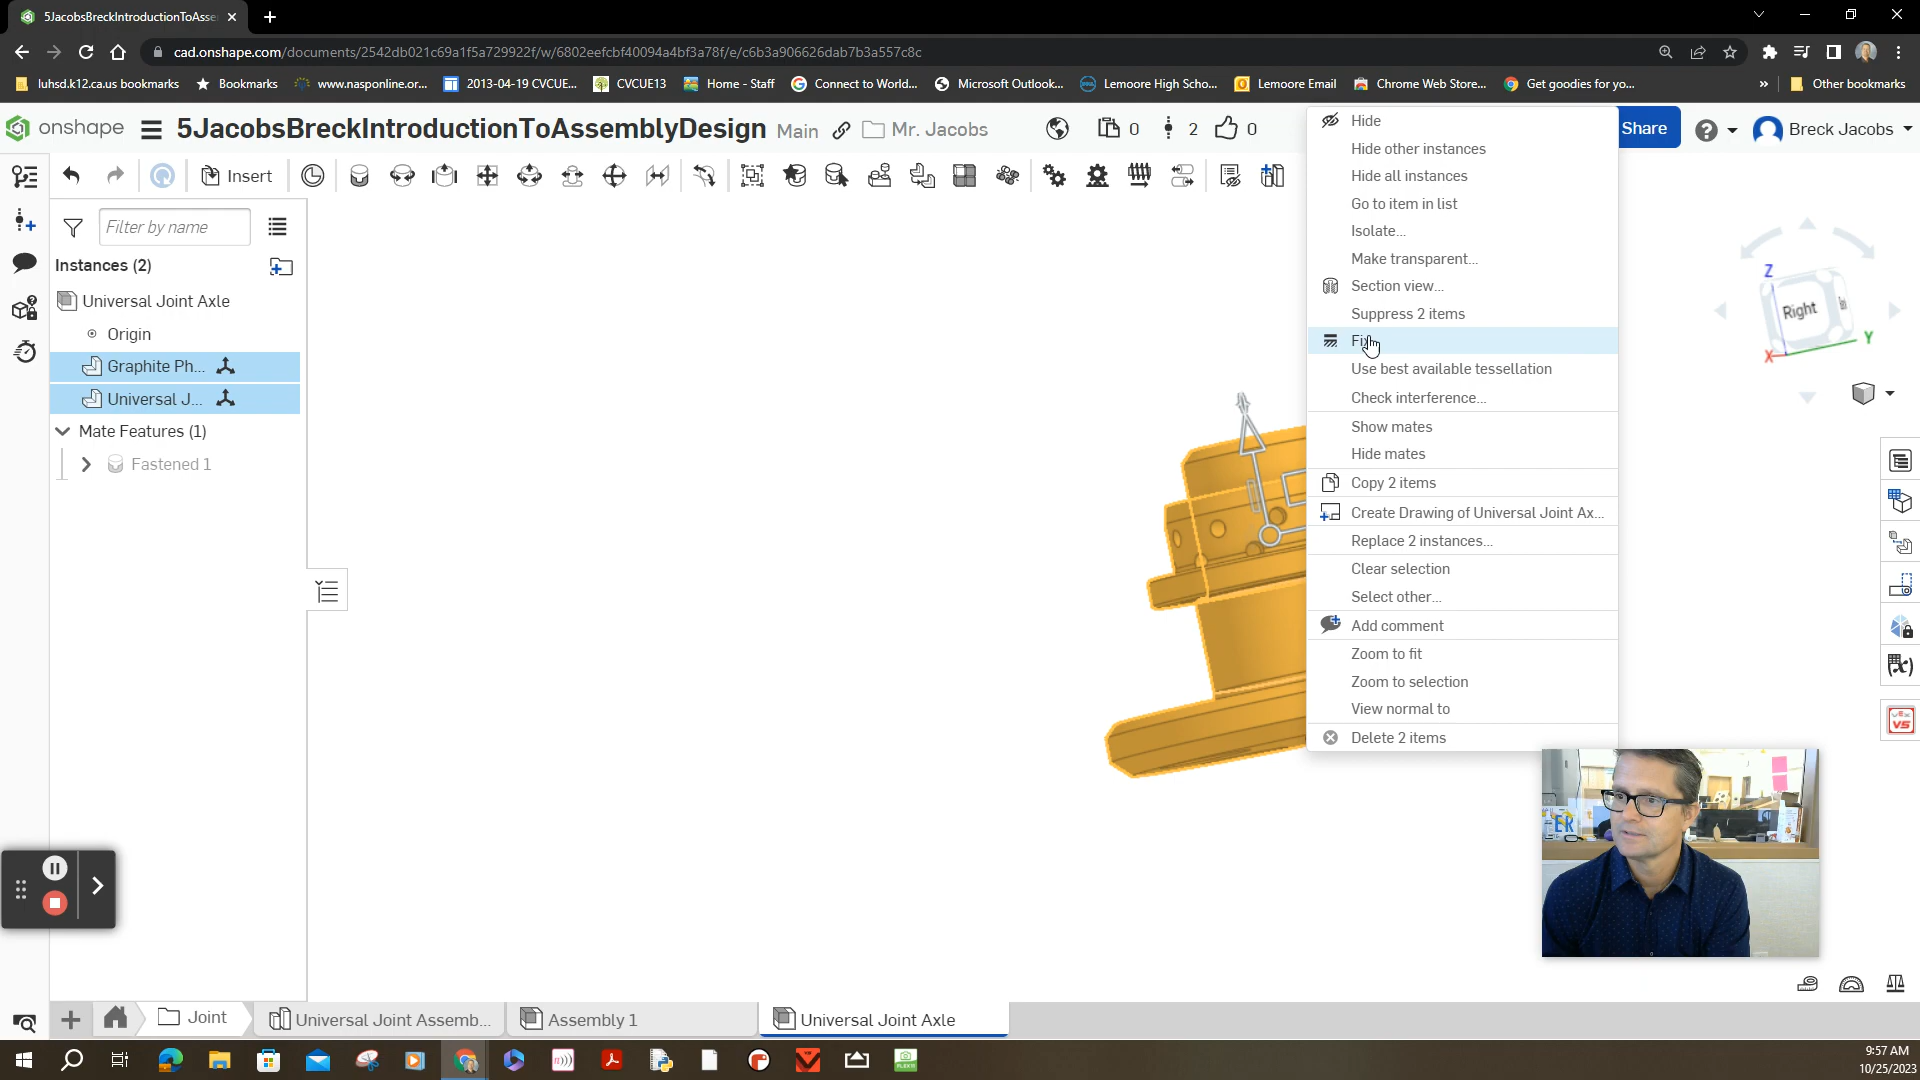 5JacobsBreckIntroductionToAsse
cad.onshape.com/documents/2542db021c69a1f5a729922f/w/6802eefcbf40094a4bf3a78f/e/c6b3a906626dab7b3a557c8c
luhsd.k12.ca.us bookmarks
Bookmarks
www.nasponline.or...
2013-04-19 CVCUE...
CVCUE13
Home - Staff
Connect to World...
Microsoft Outlook...
Lemoore High Scho...
Lemoore Email
Chrome Web Store...
Get goodies for yo...
»
Other bookmarks
onshape
5JacobsBreckIntroductionToAssemblyDesign
Main
Mr. Jacobs
0
2
0
Share
Breck Jacobs
Insert
Filter by name
Instances (2)
Universal Joint Axle
Origin
Graphite Ph...
Universal J...
Mate Features (1)
Fastened 1
Hide
Hide other instances
Hide all instances
Go to item in list
Isolate...
Make transparent...
Section view...
Suppress 2 items
Fix
Use best available tessellation
Check interference...
Show mates
Hide mates
Copy 2 items
Create Drawing of Universal Joint Ax...
Replace 2 instances...
Clear selection
Select other...
Add comment
Zoom to fit
Zoom to selection
View normal to
Delete 2 items
Z
Right
Y
X
(x)
VEX
V5
ER
Joint
Universal Joint Assemb...
Assembly 1
Universal Joint Axle
9:57 AM
10/25/2023